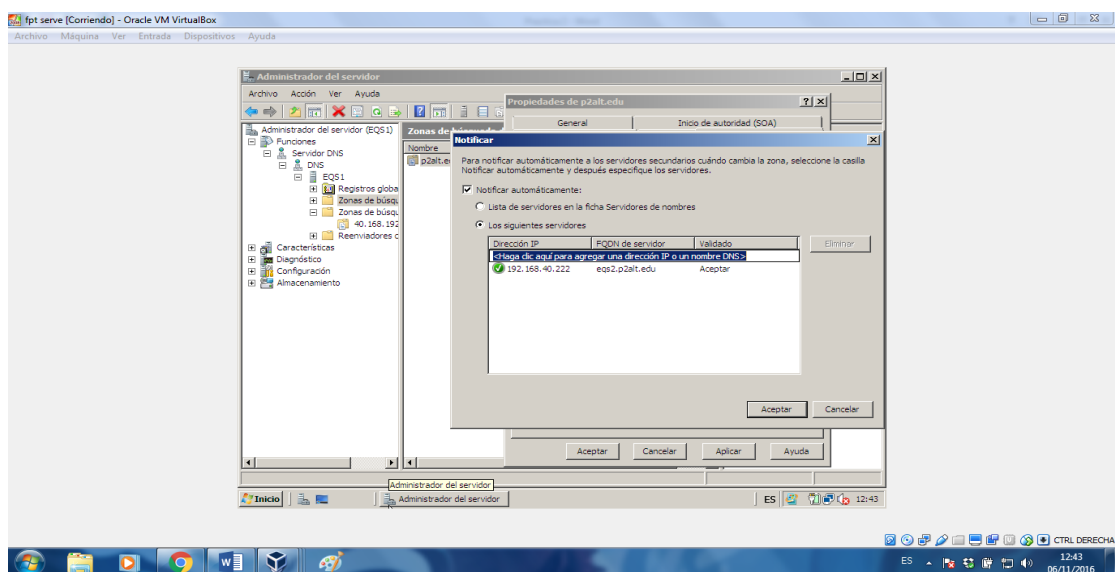 fpt serve [Corriendo] - Oracle VM VirtualBox
Archivo Máquina Ver Entrada Dispositivos Ayuda
Administrador del servidor
Archivo Acción Ver Ayuda
Administrador del servidor (EQS1)
Funciones
Servidor DNS
DNS
EQS1
Registros globa
Zonas de búsqu
Zonas de búsqu
40.168.192
Reenviadores c
Características
Diagnóstico
Configuración
Almacenamiento
Zonas de búsqueda
Nombre
p2alt.e
Propiedades de p2alt.edu
General
Inicio de autoridad (SOA)
Notificar
Para notificar automáticamente a los servidores secundarios cuándo cambia la zona, seleccione la casilla
Notificar automáticamente y después especifique los servidores.
Notificar automáticamente:
Lista de servidores en la ficha Servidores de nombres
Los siguientes servidores
Dirección IP FQDN de servidor Validado
<Haga clic aquí para agregar una dirección IP o un nombre DNS>
192.168.40.222 eqs2.p2alt.edu Aceptar
Eliminar
Aceptar Cancelar
Aceptar Cancelar Aplicar Ayuda
Administrador del servidor
Inicio Administrador del servidor ES 12:43
CTRL DERECHA
ES 12:43
06/11/2016